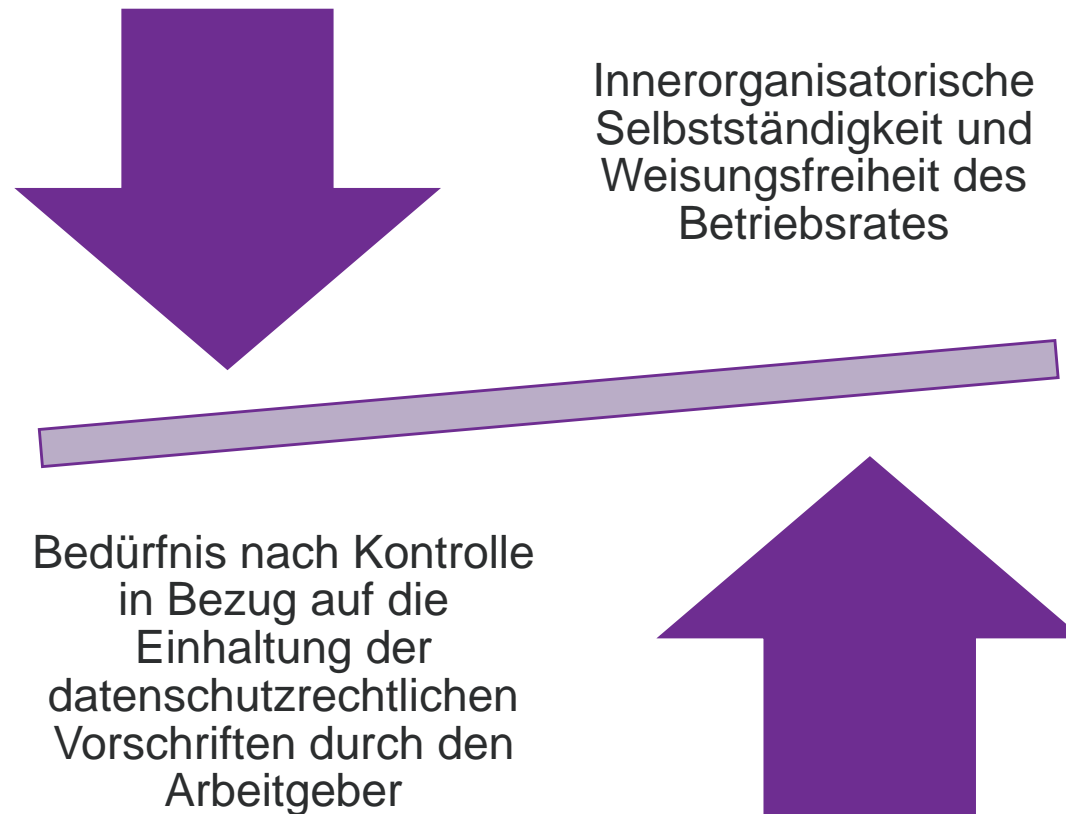 Innerorganisatorische
Selbstständigkeit und
Weisungsfreiheit des
Betriebsrates
Bedürfnis nach Kontrolle
in Bezug auf die
Einhaltung der
datenschutzrechtlichen
Vorschriften durch den
Arbeitgeber